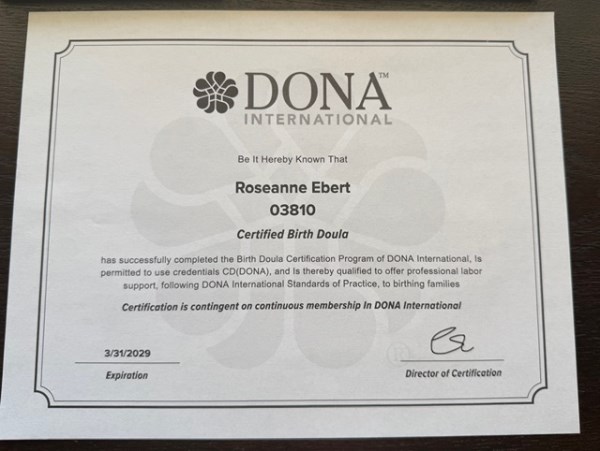 DONA™
INTERNATIONAL
Be It Hereby Known That
Roseanne Ebert
03810
Certified Birth Doula
has successfully completed the Birth Doula Certification Program of DONA International, is
permitted to use credentials CD(DONA), and is thereby qualified to offer professional labor
support, following DONA International Standards of Practice, to birthing families
Certification is contingent on continuous membership in DONA International
3/31/2029
Expiration
Director of Certification